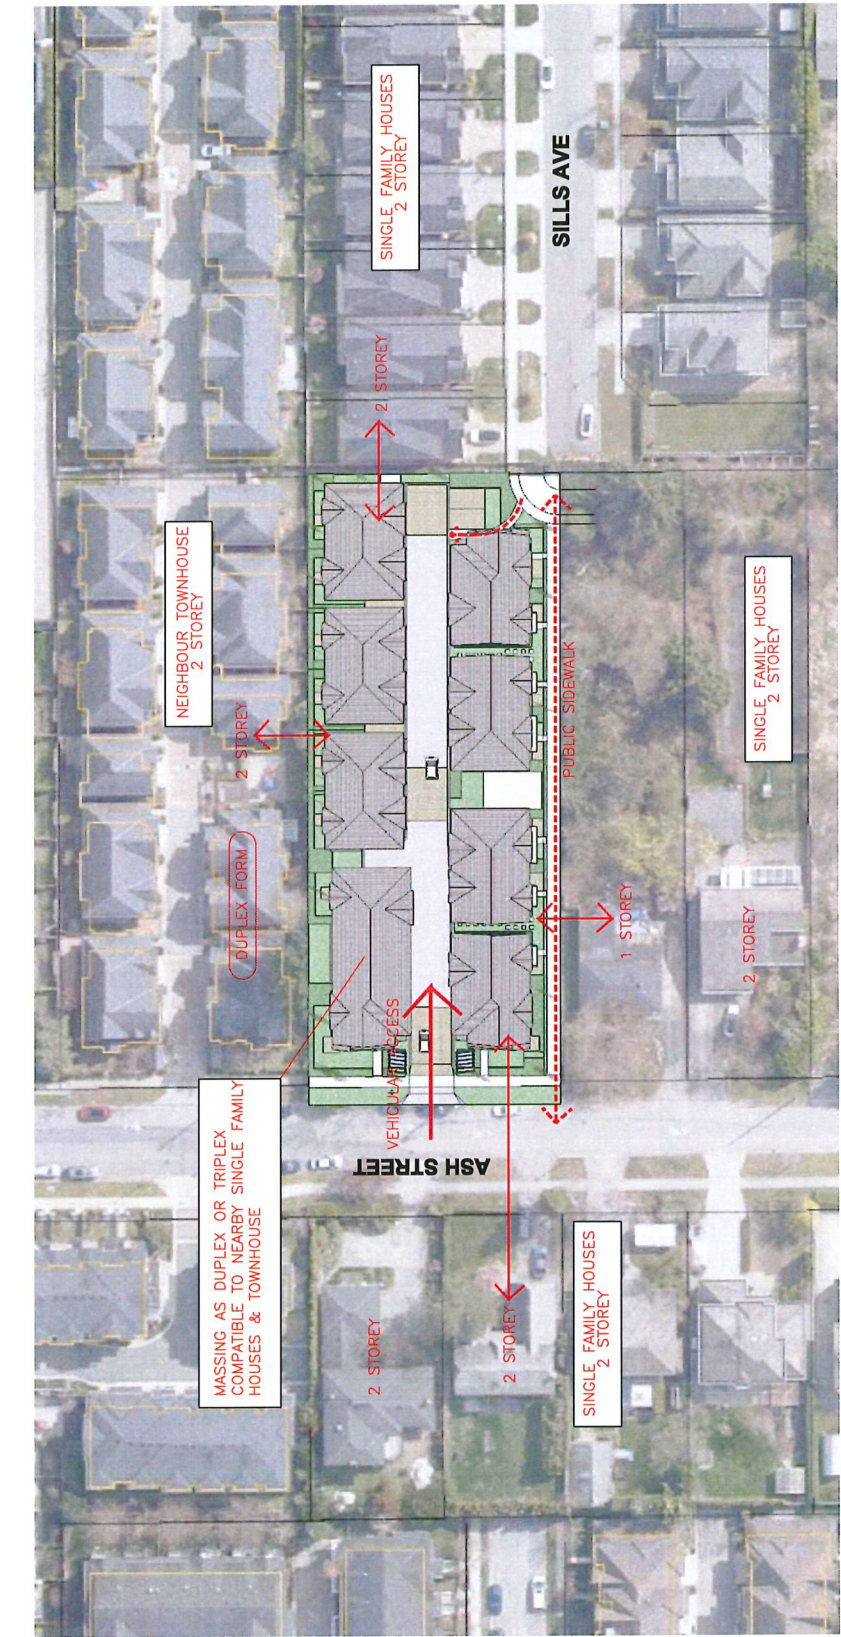 SINGLE FAMILY HOUSES
2 STOREY
SILLS AVE
2 STOREY
NEIGHBOUR TOWNHOUSE
2 STOREY
2 STOREY
DUPLEX FORM
PUBLIC SIDEWALK
SINGLE FAMILY HOUSES
2 STOREY
1 STOREY
2 STOREY
VEHICULAR ACCESS
MASSING AS DUPLEX OR TRIPLEX
COMPATIBLE TO NEARBY SINGLE FAMILY
HOUSES & TOWNHOUSE
ASH STREET
2 STOREY
2 STOREY
SINGLE FAMILY HOUSES
2 STOREY